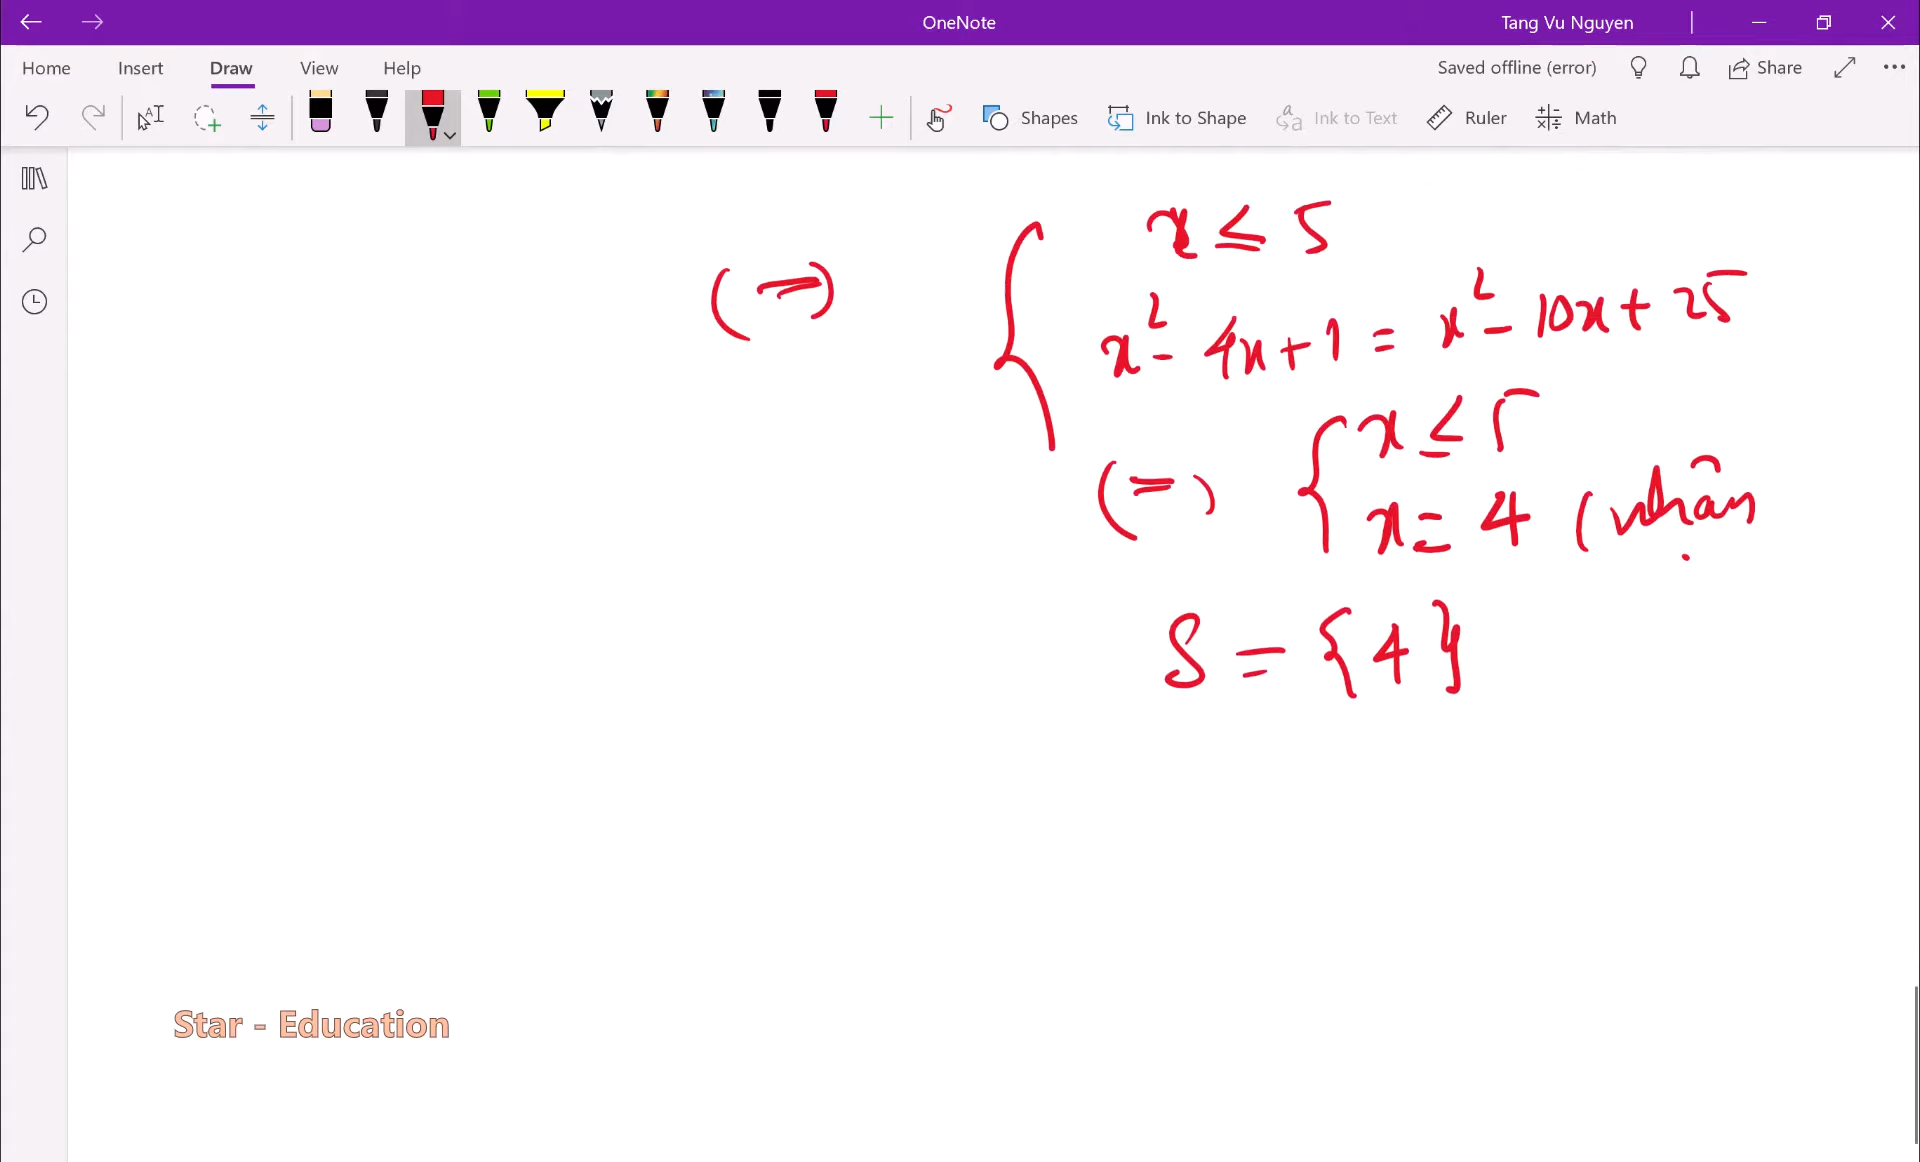 OneNote
Tang Vu Nguyen
Home Insert Draw View Help
Saved offline (error)
Share
Shapes
Ink to Shape
Ink to Text
Ruler
Math
x ≤ 5
(=)
x² - 4x + 1 = x² - 10x + 25
x ≤ 5
(=)
x = 4 (nhận
S = {4}
Star - Education